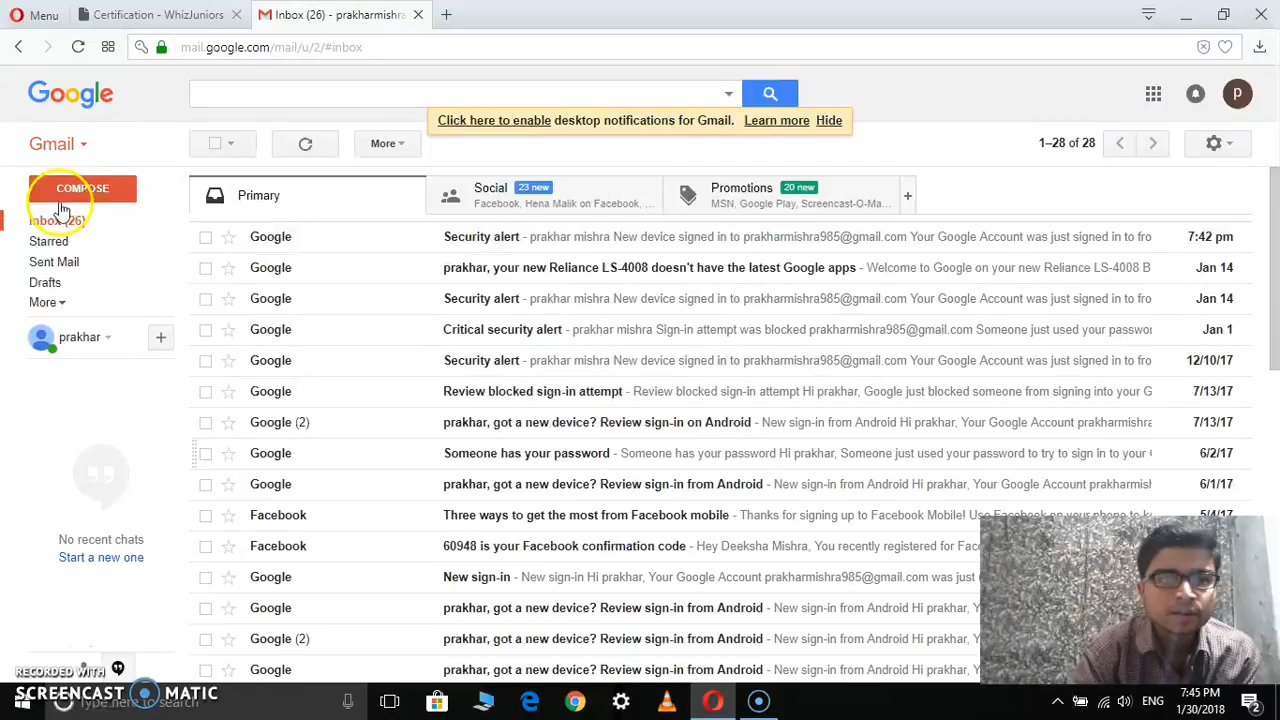 Menu
Certification - WhizJuniors
Inbox (26) - prakharmishra
mail.google.com/mail/u/2/#inbox
Google
p
Click here to enable desktop notifications for Gmail. Learn more Hide
Gmail
More
1–28 of 28
COMPOSE
Inbox (26)
Starred
Sent Mail
Drafts
More
prakhar
No recent chats
Start a new one
Primary
Social 23 new
Facebook, Hena Malik on Facebook, ...
Promotions 20 new
MSN, Google Play, Screencast-O-Ma...
Google Security alert - prakhar mishra New device signed in to prakharmishra985@gmail.com Your Google Account was just signed in to fro 7:42 pm
Google prakhar, your new Reliance LS-4008 doesn't have the latest Google apps - Welcome to Google on your new Reliance LS-4008 B Jan 14
Google Security alert - prakhar mishra New device signed in to prakharmishra985@gmail.com Your Google Account was just signed in to fro Jan 14
Google Critical security alert - prakhar mishra Sign-in attempt was blocked prakharmishra985@gmail.com Someone just used your passwo Jan 1
Google Security alert - prakhar mishra New device signed in to prakharmishra985@gmail.com Your Google Account was just signed in to fro 12/10/17
Google Review blocked sign-in attempt - Review blocked sign-in attempt Hi prakhar, Google just blocked someone from signing into your G 7/13/17
Google (2) prakhar, got a new device? Review sign-in on Android - New sign-in on Android Hi prakhar, Your Google Account prakharmishra 7/13/17
Google Someone has your password - Someone has your password Hi prakhar, Someone just used your password to try to sign in to your 6/2/17
Google prakhar, got a new device? Review sign-in from Android - New sign-in from Android Hi prakhar, Your Google Account prakharmis 6/1/17
Facebook Three ways to get the most from Facebook mobile - Thanks for signing up to Facebook Mobile! Use Facebook on your phone to k 5/4/17
Facebook 60948 is your Facebook confirmation code - Hey Deeksha Mishra, You recently registered for Fac
Google New sign-in - New sign-in Hi prakhar, Your Google Account prakharmishra985@gmail.com was just
Google prakhar, got a new device? Review sign-in from Android - New sign-in from Android Hi prakhar, Y
Google (2) prakhar, got a new device? Review sign-in from Android - New sign-in from Android Hi prakhar, Y
Google prakhar, got a new device? Review sign-in from Android - New sign-in from Android Hi prakhar, Y
RECORDED WITH
SCREENCAST MATIC
Type here to search
ENG
7:45 PM
1/30/2018
2